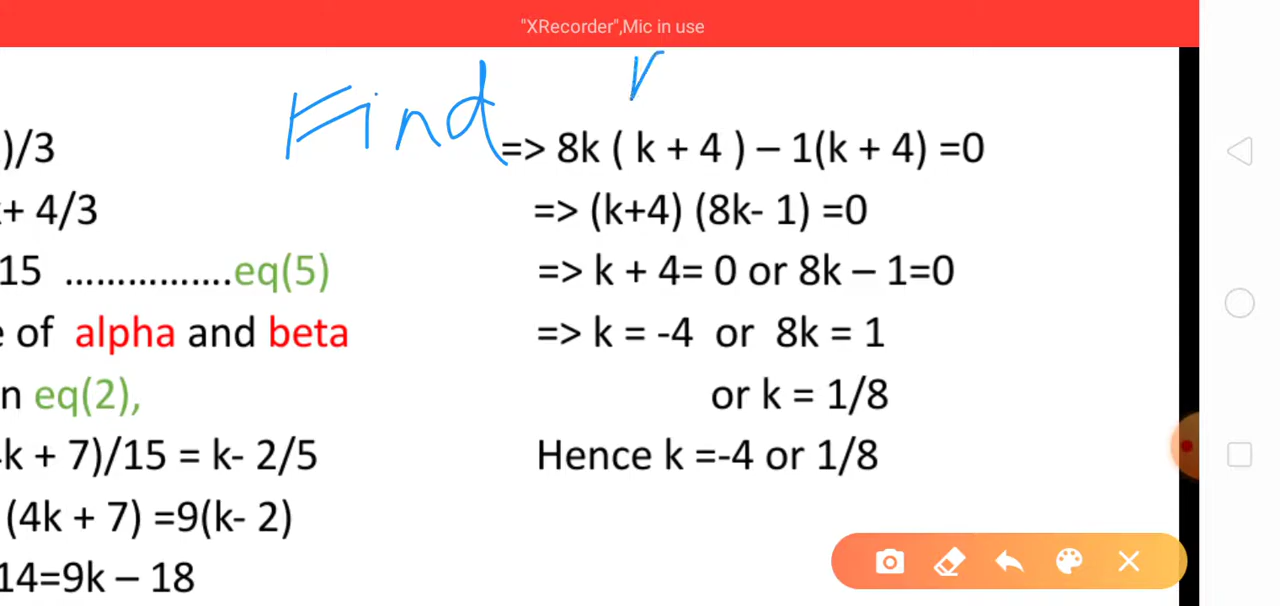 "XRecorder",Mic in use
Find
)/3
+ 4/3
15 ................eq(5)
of alpha and beta
n eq(2),
k + 7)/15 = k- 2/5
(4k + 7) =9(k- 2)
14=9k – 18
=> 8k ( k + 4 ) – 1(k + 4) =0
=> (k+4) (8k- 1) =0
=> k + 4= 0 or 8k – 1=0
=> k = -4 or 8k = 1
or k = 1/8
Hence k =-4 or 1/8